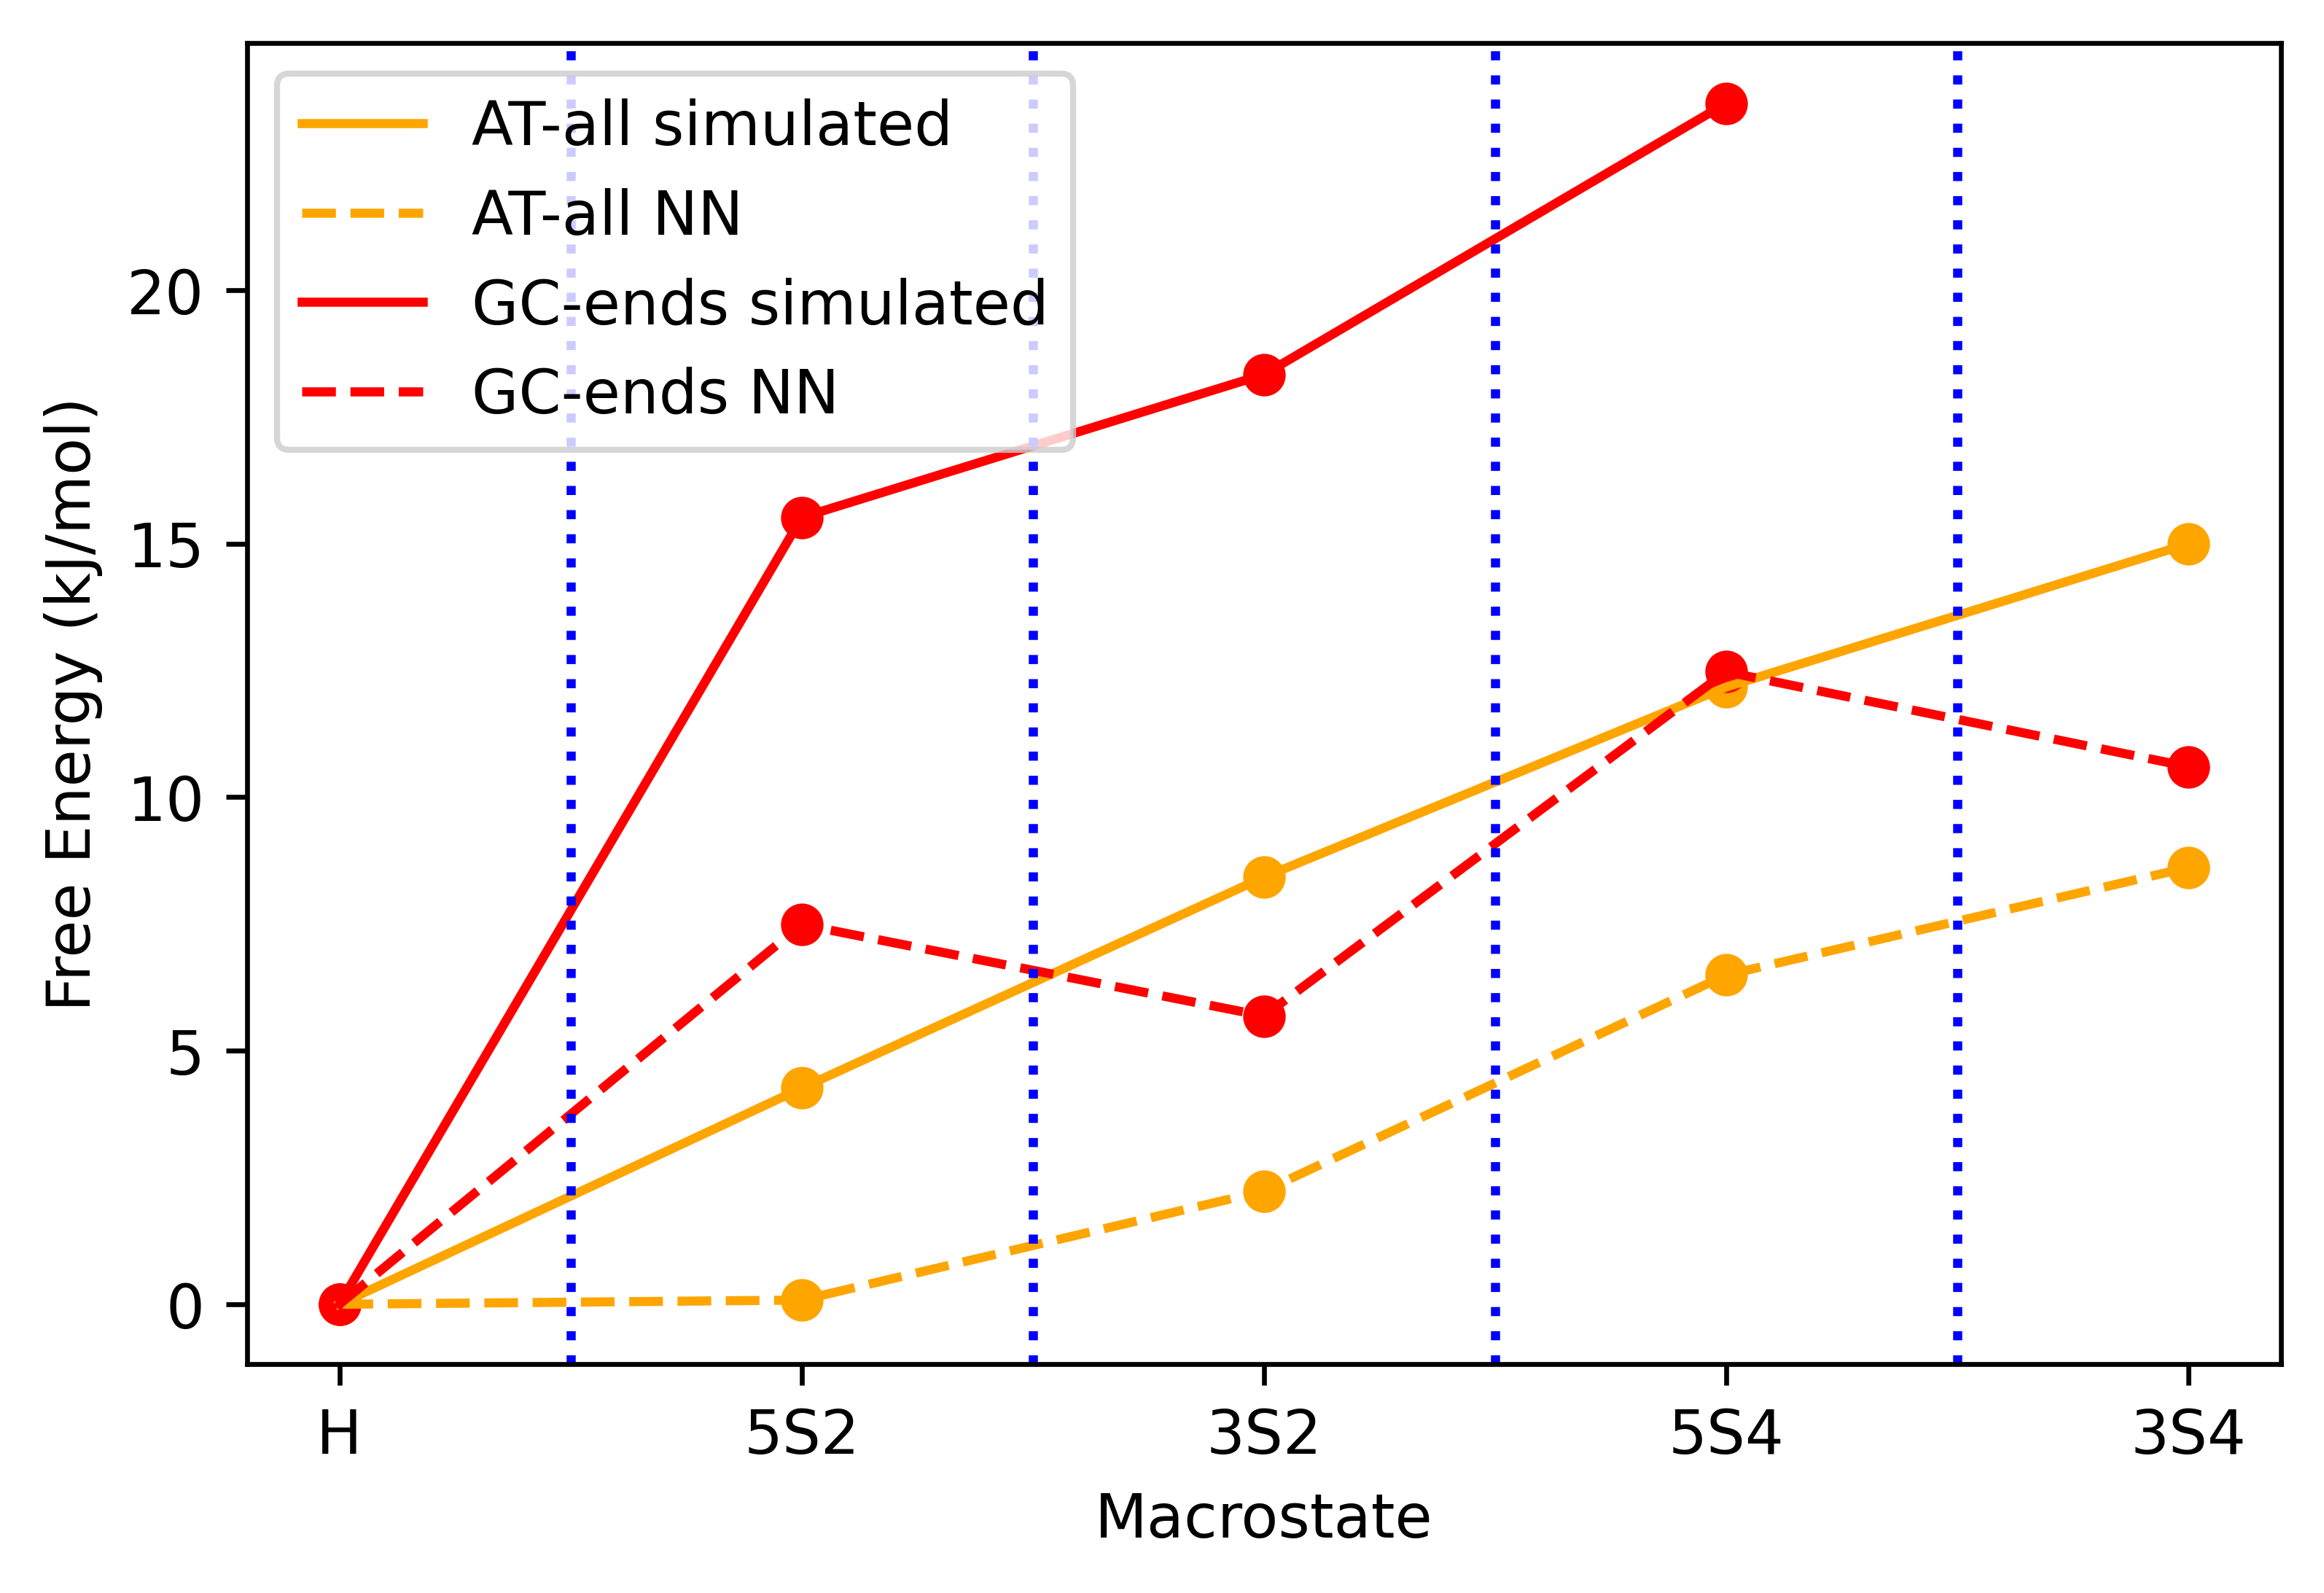 AT-all simulated
AT-all NN
GC-ends simulated
GC-ends NN
Free Energy (kJ/mol)
20
15
10
5
0
H 5S2 3S2 5S4 3S4
Macrostate